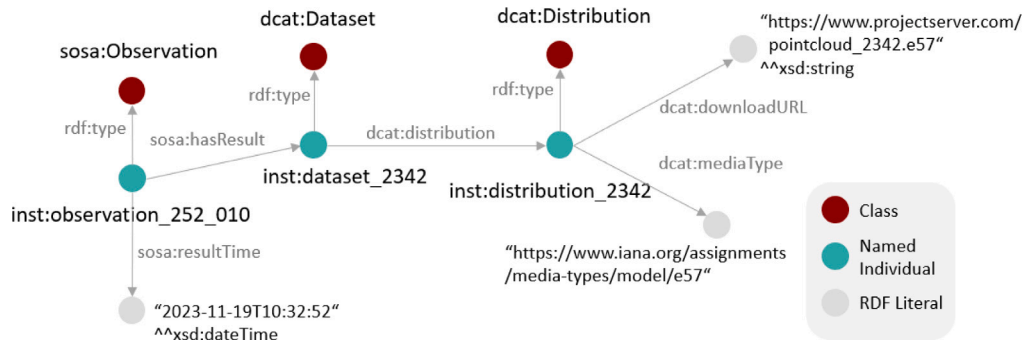 dcat:Dataset
dcat:Distribution
"https://www.projectserver.com/
pointcloud_2342.e57"
^^xsd:string
sosa:Observation
rdf:type
rdf:type
rdf:type
sosa:hasResult
dcat:distribution
dcat:downloadURL
dcat:mediaType
inst:dataset_2342
inst:distribution_2342
inst:observation_252_010
sosa:resultTime
"https://www.iana.org/assignments
/media-types/model/e57"
"2023-11-19T10:32:52"
^^xsd:dateTime
Class
Named
Individual
RDF Literal